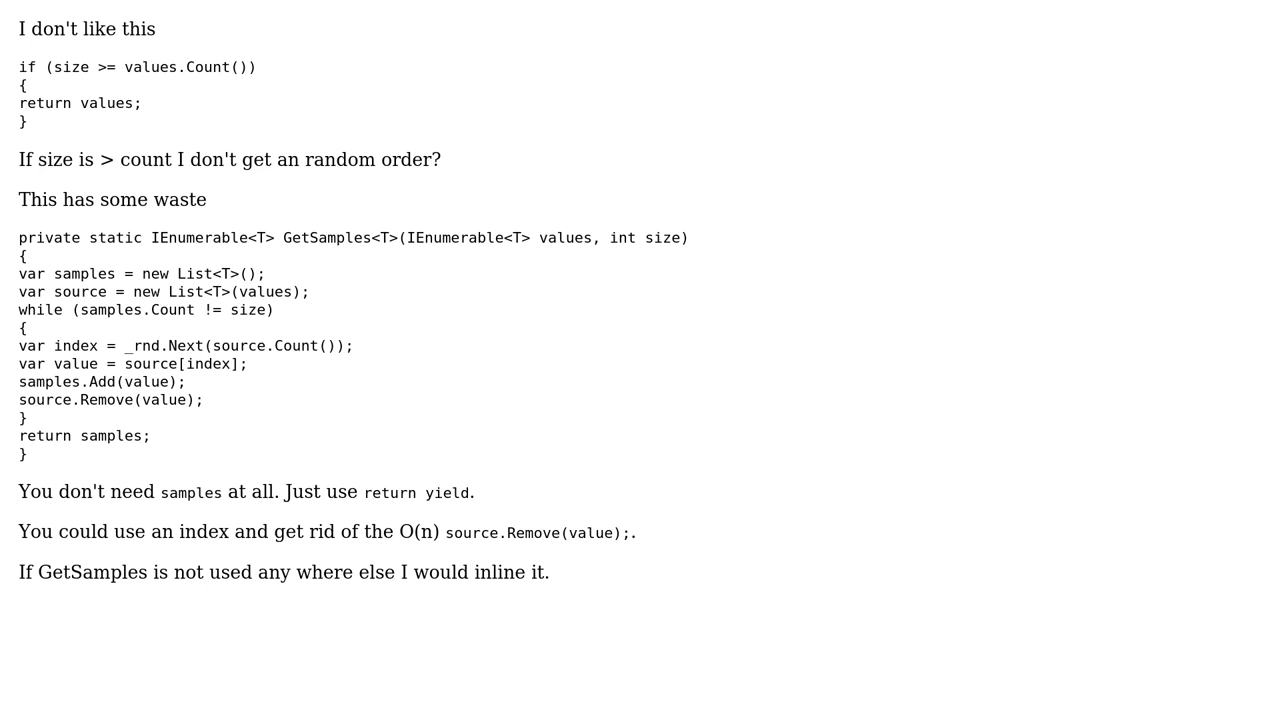 I don't like this
if (size >= values.Count())
{
return values;
}
If size is > count I don't get an random order?
This has some waste
private static IEnumerable<T> GetSamples<T>(IEnumerable<T> values, int size)
{
var samples = new List<T>();
var source = new List<T>(values);
while (samples.Count != size)
{
var index = _rnd.Next(source.Count());
var value = source[index];
samples.Add(value);
source.Remove(value);
}
return samples;
}
You don't need samples at all. Just use return yield.
You could use an index and get rid of the O(n) source.Remove(value);.
If GetSamples is not used any where else I would inline it.